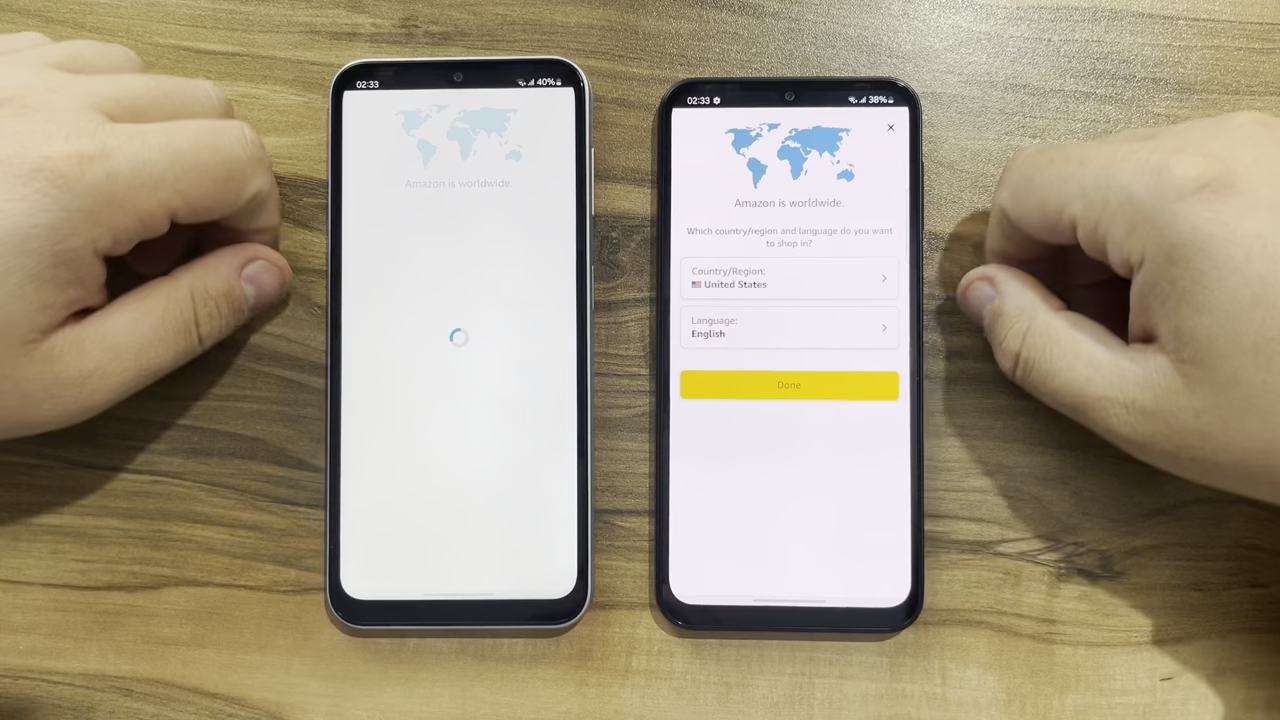 02:33
40%
Amazon is worldwide.
02:33
38%
Amazon is worldwide.
Which country/region and language do you want
to shop in?
Country/Region:
United States
Language:
English
Done